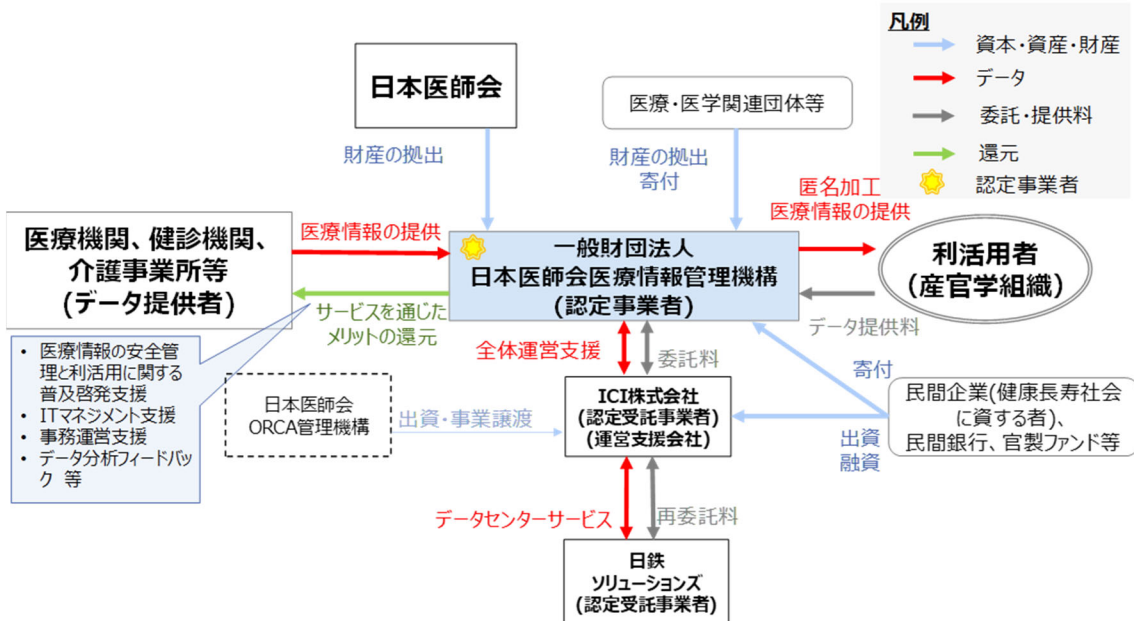 凡例
資本・資産・財産
データ
委託・提供料
還元
認定事業者
日本医師会
医療・医学関連団体等
財産の拠出
財産の拠出
寄付
匿名加工
医療情報の提供
医療機関、健診機関、
介護事業所等
(データ提供者)
医療情報の提供
サービスを通じた
メリットの還元
一般財団法人
日本医師会医療情報管理機構
(認定事業者)
利活用者
(産官学組織)
データ提供料
• 医療情報の安全管
理と利活用に関する
普及啓発支援
• ITマネジメント支援
• 事務運営支援
• データ分析フィードバッ
ク 等
全体運営支援
委託料
寄付
日本医師会
ORCA管理機構
出資・事業譲渡
ICI株式会社
(認定受託事業者)
(運営支援会社)
出資
融資
民間企業(健康長寿社会
に資する者)、
民間銀行、官製ファンド等
データセンターサービス
再委託料
日鉄
ソリューションズ
(認定受託事業者)